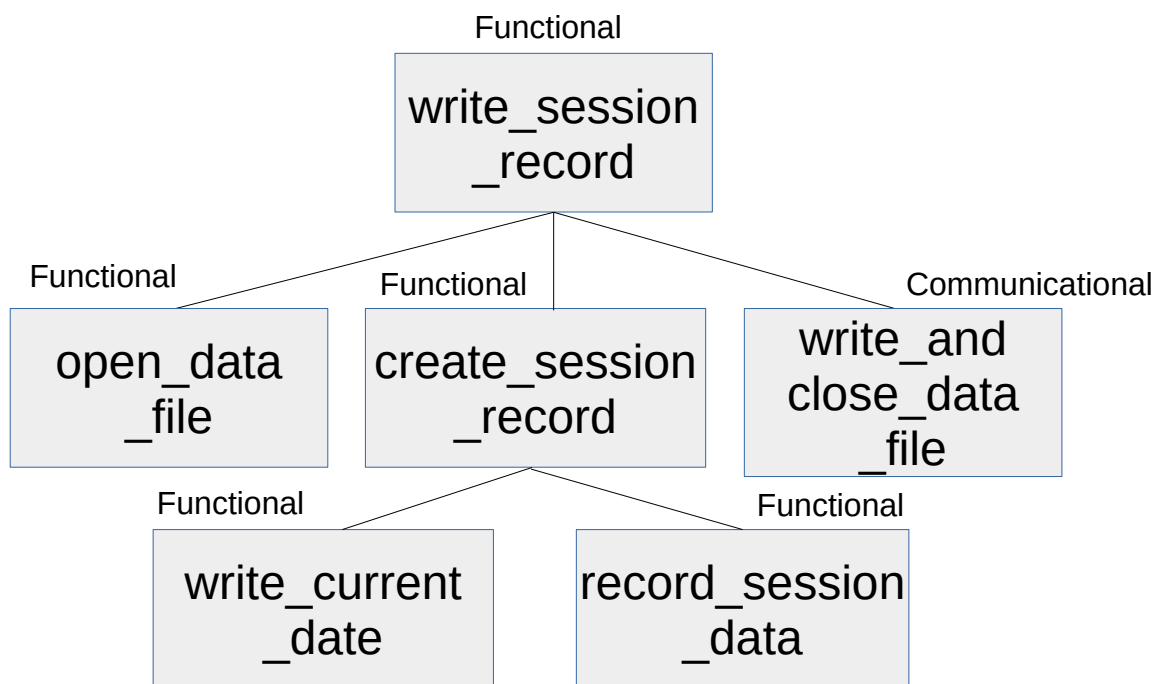 Functional
write_session
_record
Functional
open_data
_file
Functional
create_session
_record
Communicational
write_and
close_data
_file
Functional
write_current
_date
Functional
record_session
_data